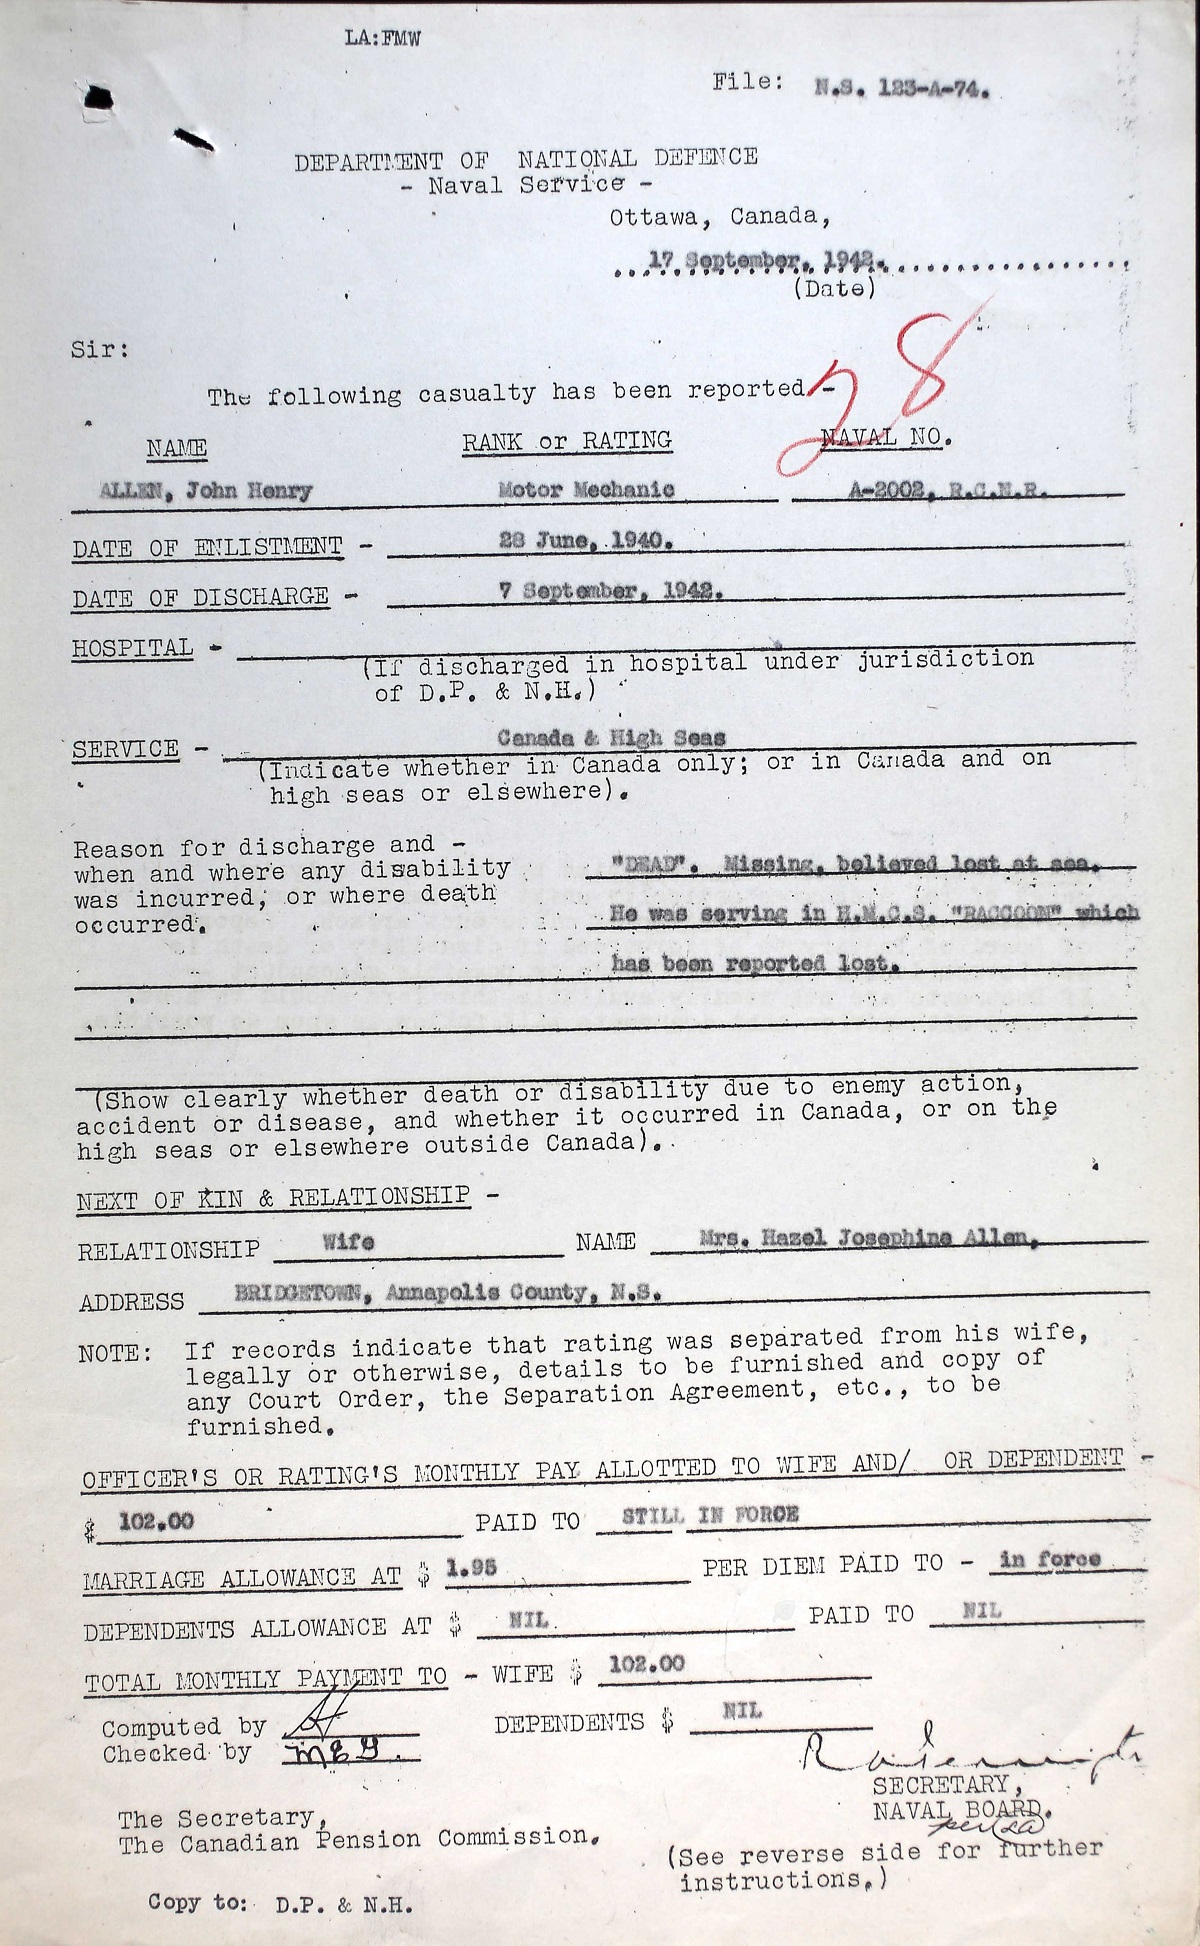 LA:FMW
File: N.S. 123-A-74.
DEPARTMENT OF NATIONAL DEFENCE
- Naval Service -
Ottawa, Canada,
17 September, 1942.
(Date)
28
Sir:
The following casualty has been reported -
NAME RANK or RATING NAVAL NO.
ALLEN, John Henry Motor Mechanic A-2002, R.C.N.R.
DATE OF ENLISTMENT - 28 June, 1940.
DATE OF DISCHARGE - 7 September, 1942.
HOSPITAL -
(If discharged in hospital under jurisdiction
of D.P. & N.H.)
SERVICE - Canada & High Seas
(Indicate whether in Canada only; or in Canada and on
high seas or elsewhere).
Reason for discharge and -
when and where any disability "DEAD". Missing, believed lost at sea.
was incurred, or where death
occurred. He was serving in H.M.C.S. "RACCOON" which
has been reported lost.
(Show clearly whether death or disability due to enemy action,
accident or disease, and whether it occurred in Canada, or on the
high seas or elsewhere outside Canada).
NEXT OF KIN & RELATIONSHIP -
RELATIONSHIP Wife NAME Mrs. Hazel Josephine Allen,
ADDRESS BRIDGETOWN, Annapolis County, N.S.
NOTE: If records indicate that rating was separated from his wife,
legally or otherwise, details to be furnished and copy of
any Court Order, the Separation Agreement, etc., to be
furnished.
OFFICER'S OR RATING'S MONTHLY PAY ALLOTTED TO WIFE AND/ OR DEPENDENT -
$ 102.00 PAID TO STILL IN FORCE
MARRIAGE ALLOWANCE AT $ 1.95 PER DIEM PAID TO - in force
DEPENDENTS ALLOWANCE AT $ NIL. PAID TO NIL
TOTAL MONTHLY PAYMENT TO - WIFE $ 102.00
Computed by DEPENDENTS $ NIL
Checked by MEG.
SECRETARY,
NAVAL BOARD.
per
The Secretary,
The Canadian Pension Commission.
(See reverse side for further
instructions.)
Copy to: D.P. & N.H.